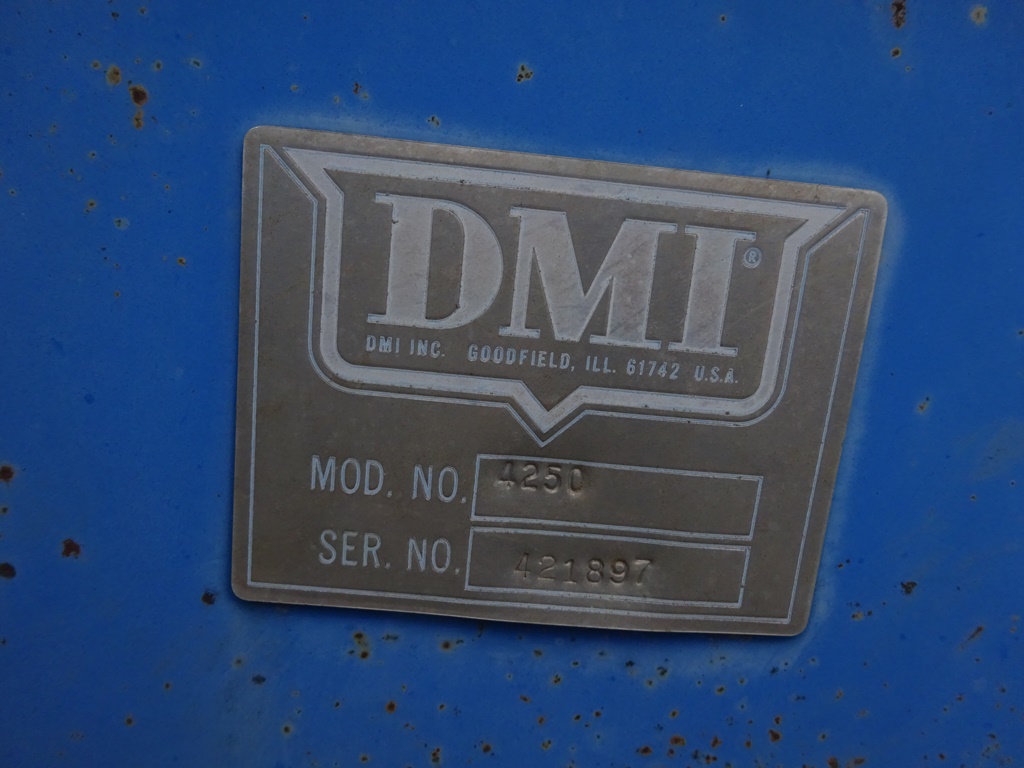 DMI®
DMI INC. GOODFIELD, ILL. 61742 U.S.A.
MOD. NO. 4250
SER. NO. 421897